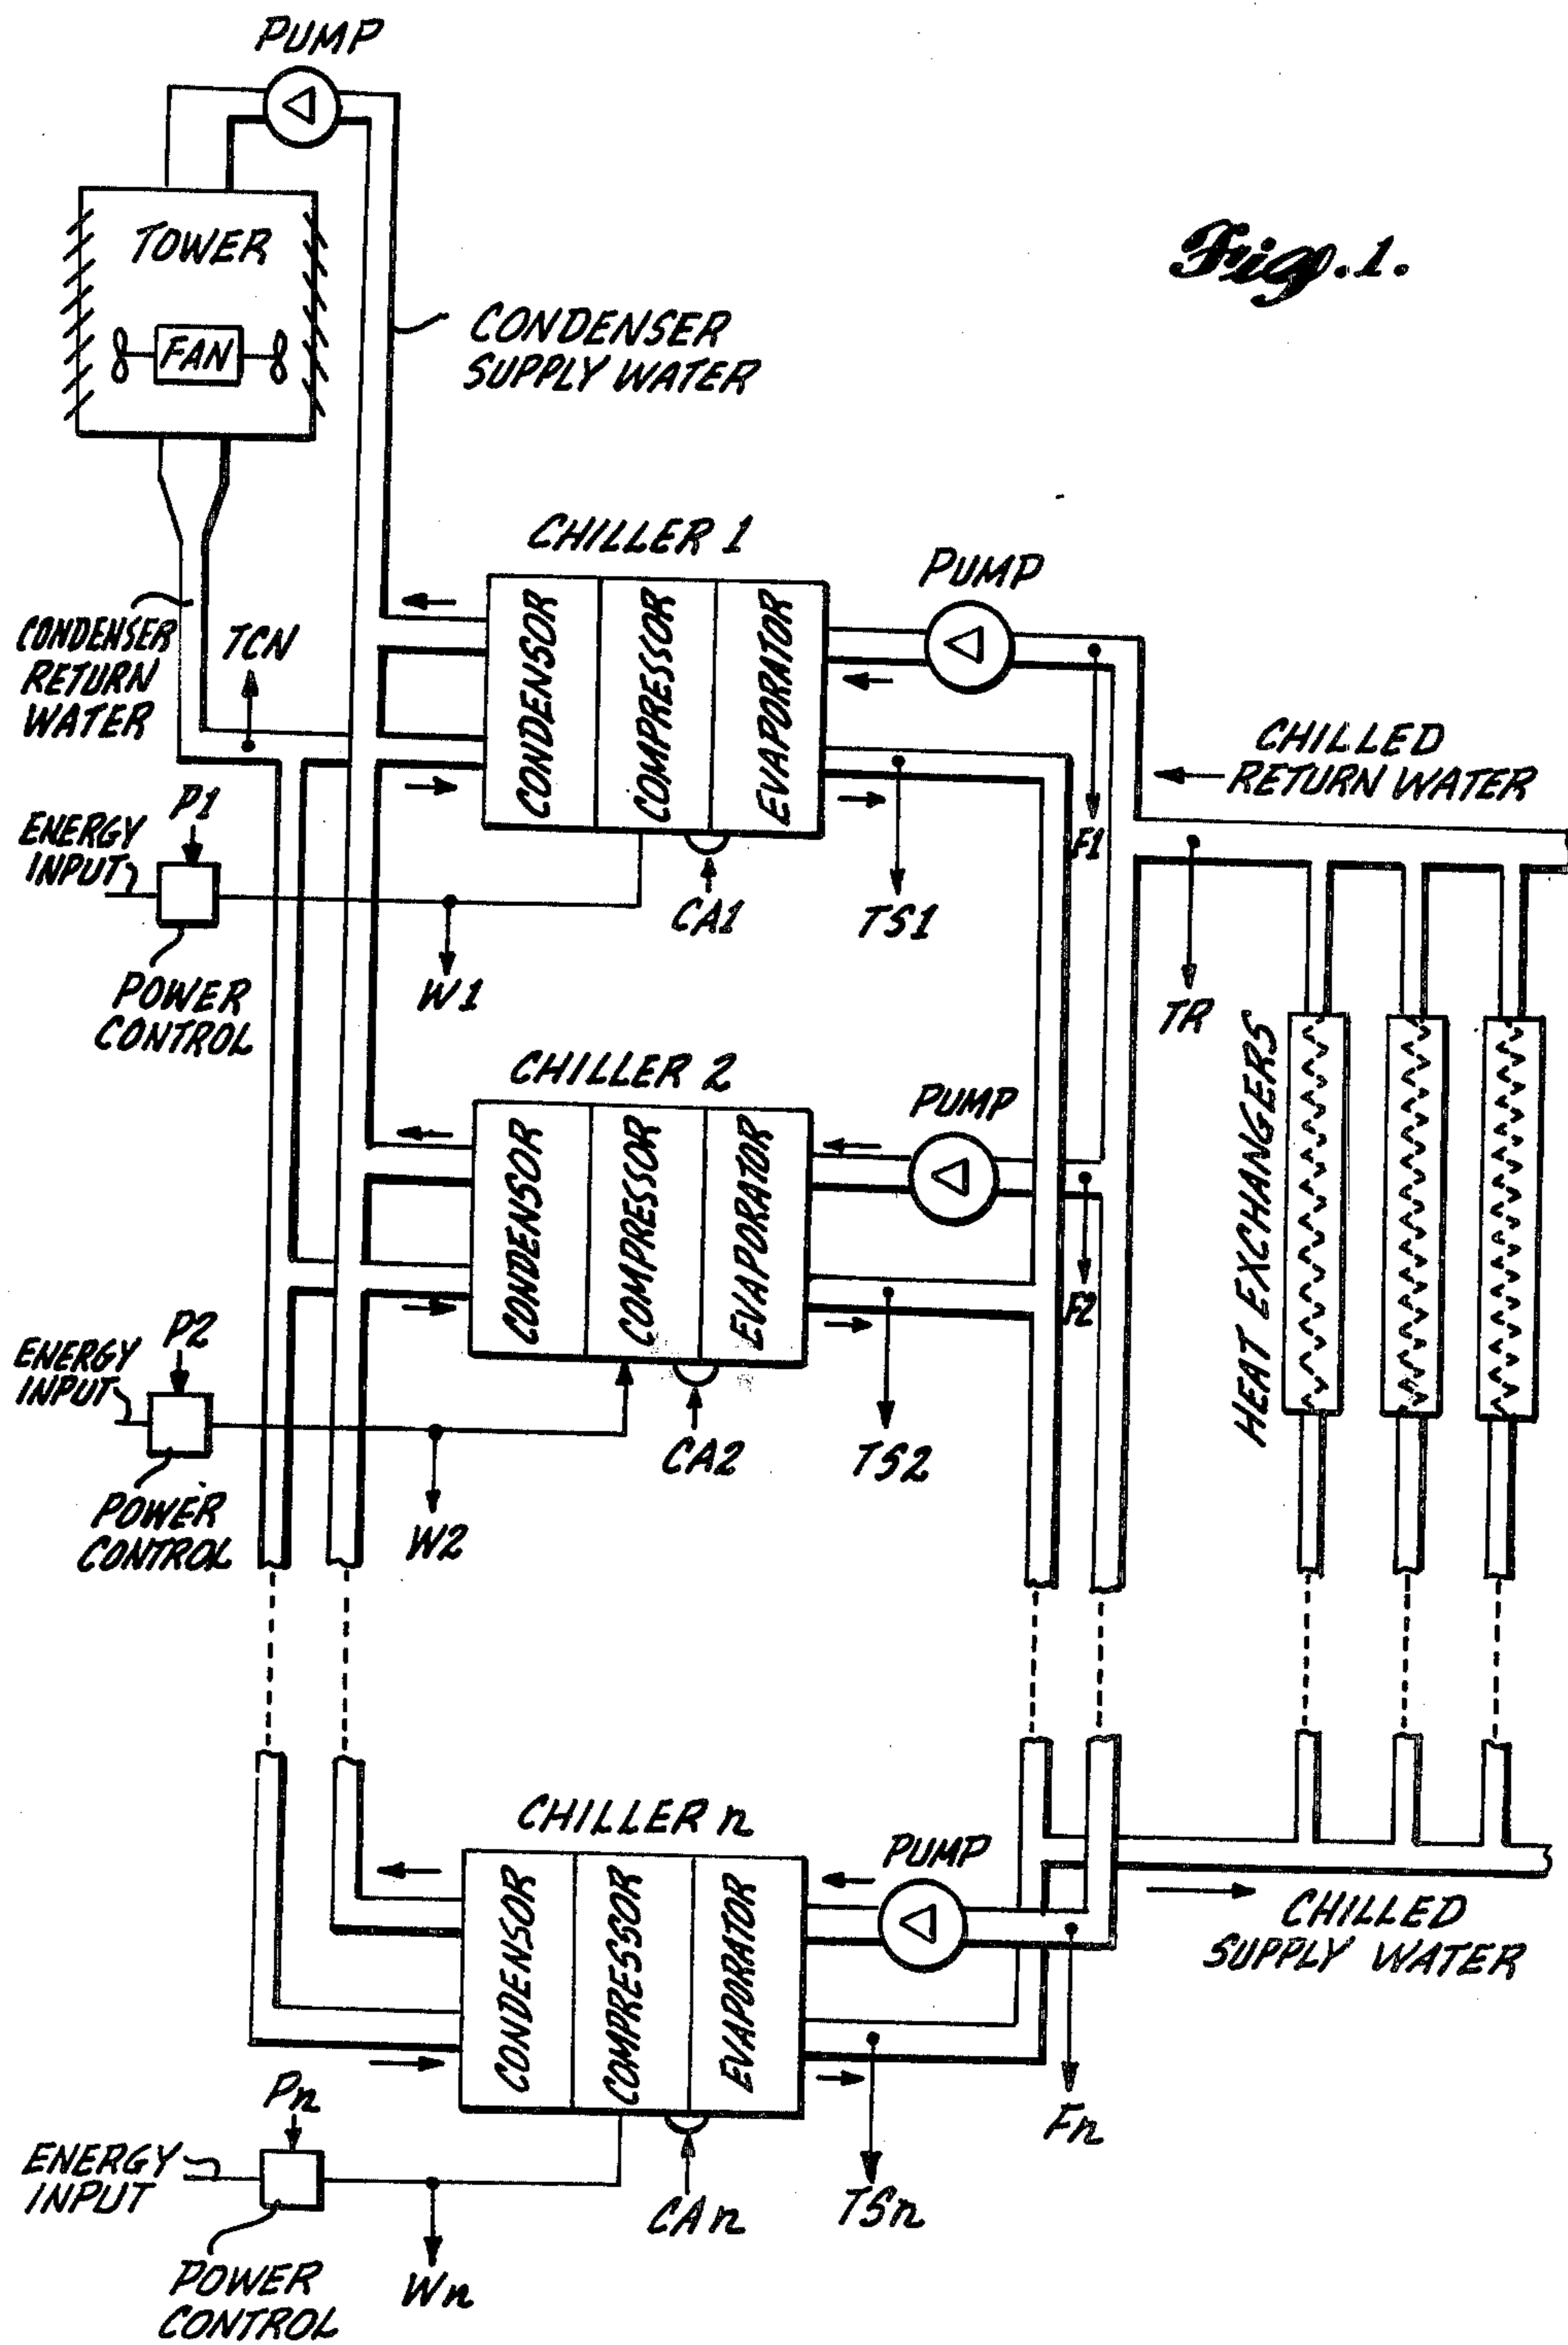 PUMP
Fig. 1.
TOWER
FAN
CONDENSER
SUPPLY WATER
CHILLER 1
PUMP
CONDENSER
RETURN
WATER
TCN
CONDENSOR
COMPRESSOR
EVAPORATOR
CHILLED
RETURN WATER
P1
ENERGY
INPUT
F1
CA1
TS1
POWER
CONTROL
W1
TR
HEAT EXCHANGERS
CHILLER 2
PUMP
CONDENSOR
COMPRESSOR
EVAPORATOR
P2
ENERGY
INPUT
F2
CA2
TS2
POWER
CONTROL
W2
CHILLER n
PUMP
CONDENSOR
COMPRESSOR
EVAPORATOR
CHILLED
SUPPLY WATER
Pn
ENERGY
INPUT
Fn
CAn
TSn
POWER
CONTROL
Wn